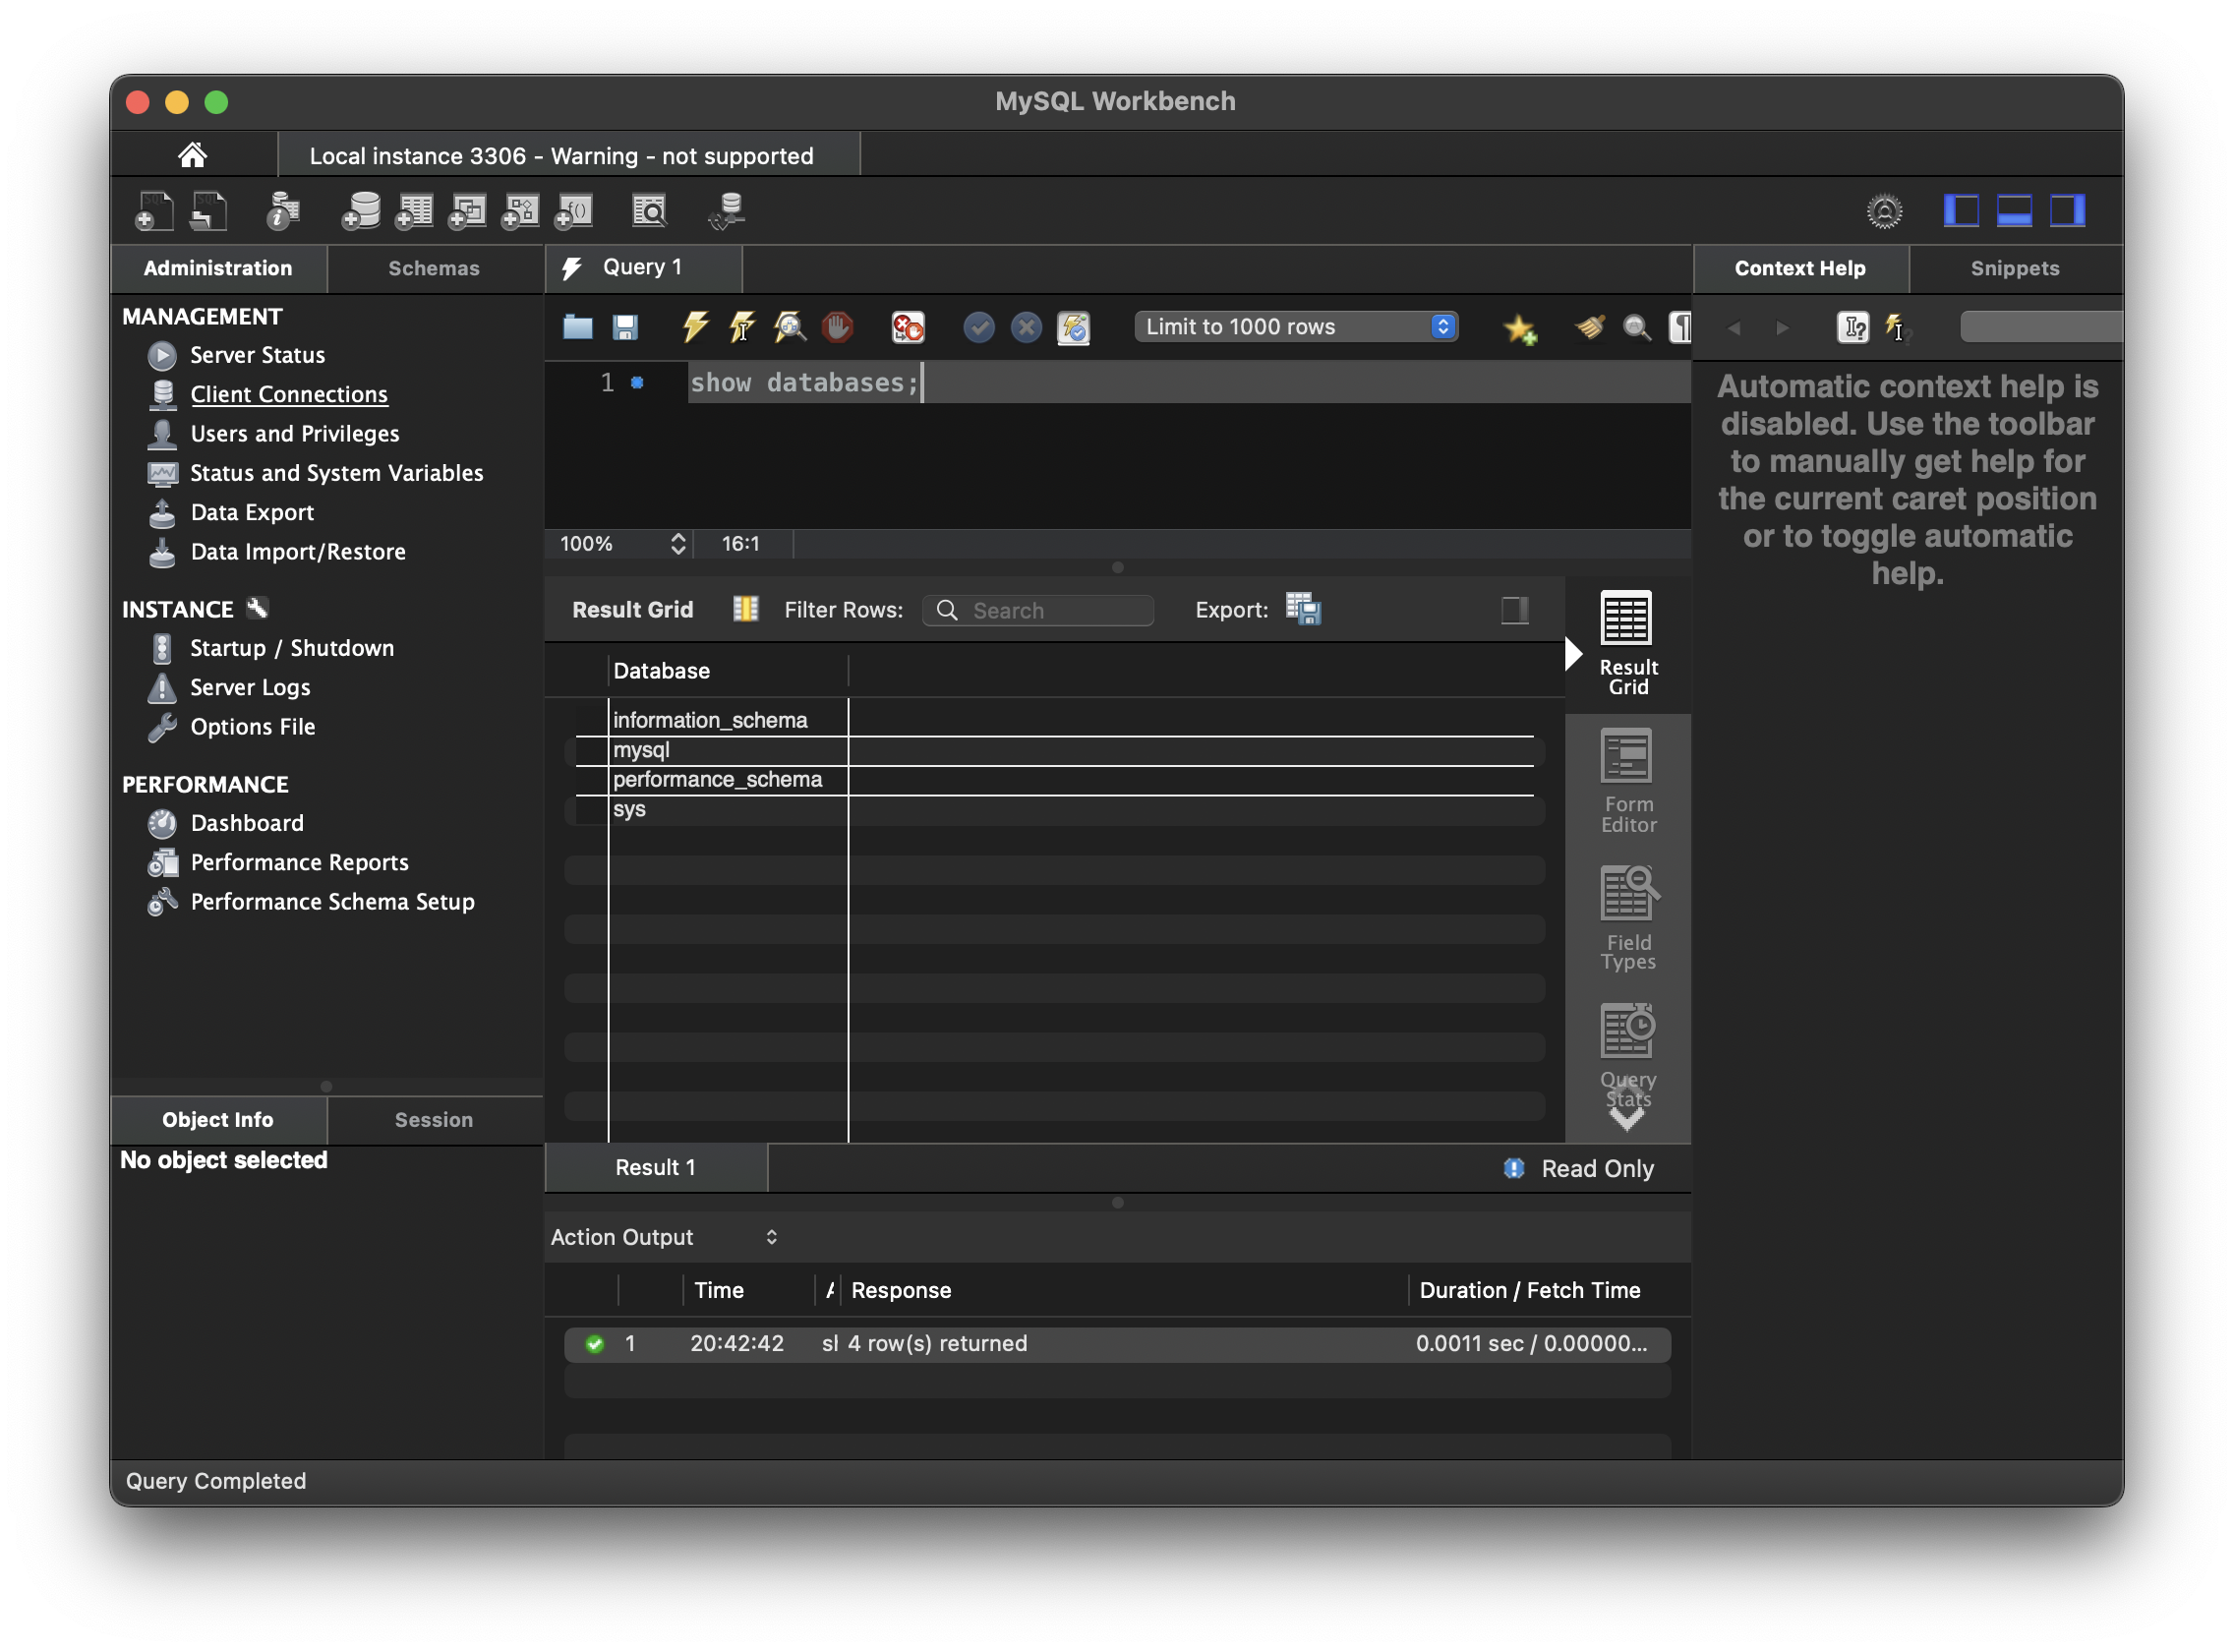 MySQL Workbench
Local instance 3306 - Warning - not supported
Administration
Schemas
MANAGEMENT
Server Status
Client Connections
Users and Privileges
Status and System Variables
Data Export
Data Import/Restore
INSTANCE
Startup / Shutdown
Server Logs
Options File
PERFORMANCE
Dashboard
Performance Reports
Performance Schema Setup
Object Info
Session
No object selected
Query 1
Limit to 1000 rows
1
show databases;
100%
16:1
Result Grid
Filter Rows:
Search
Export:
Database
information_schema
mysql
performance_schema
sys
Result
Grid
Form
Editor
Field
Types
Query
Stats
Result 1
Read Only
Action Output
Time
Response
Duration / Fetch Time
1
20:42:42
4 row(s) returned
0.0011 sec / 0.00000...
Context Help
Snippets
Automatic context help is
disabled. Use the toolbar
to manually get help for
the current caret position
or to toggle automatic
help.
Query Completed